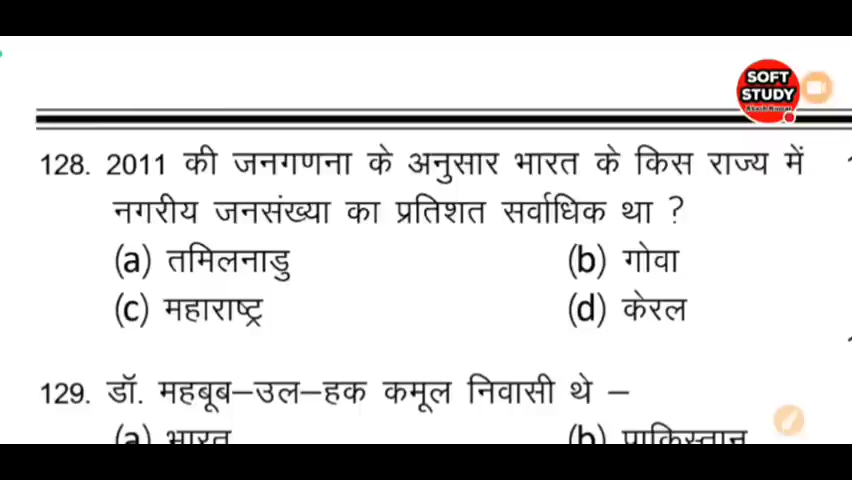 SOFT
STUDY
128. 2011 की जनगणना के अनुसार भारत के किस राज्य में
नगरीय जनसंख्या का प्रतिशत सर्वाधिक था ?
(a) तमिलनाडु (b) गोवा
(c) महाराष्ट्र (d) केरल
129. डॉ. महबूब–उल–हक कमूल निवासी थे –
(a) भारत (b) पाकिस्तान